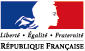 Liberté • Égalité • Fraternité
RÉPUBLIQUE FRANÇAISE